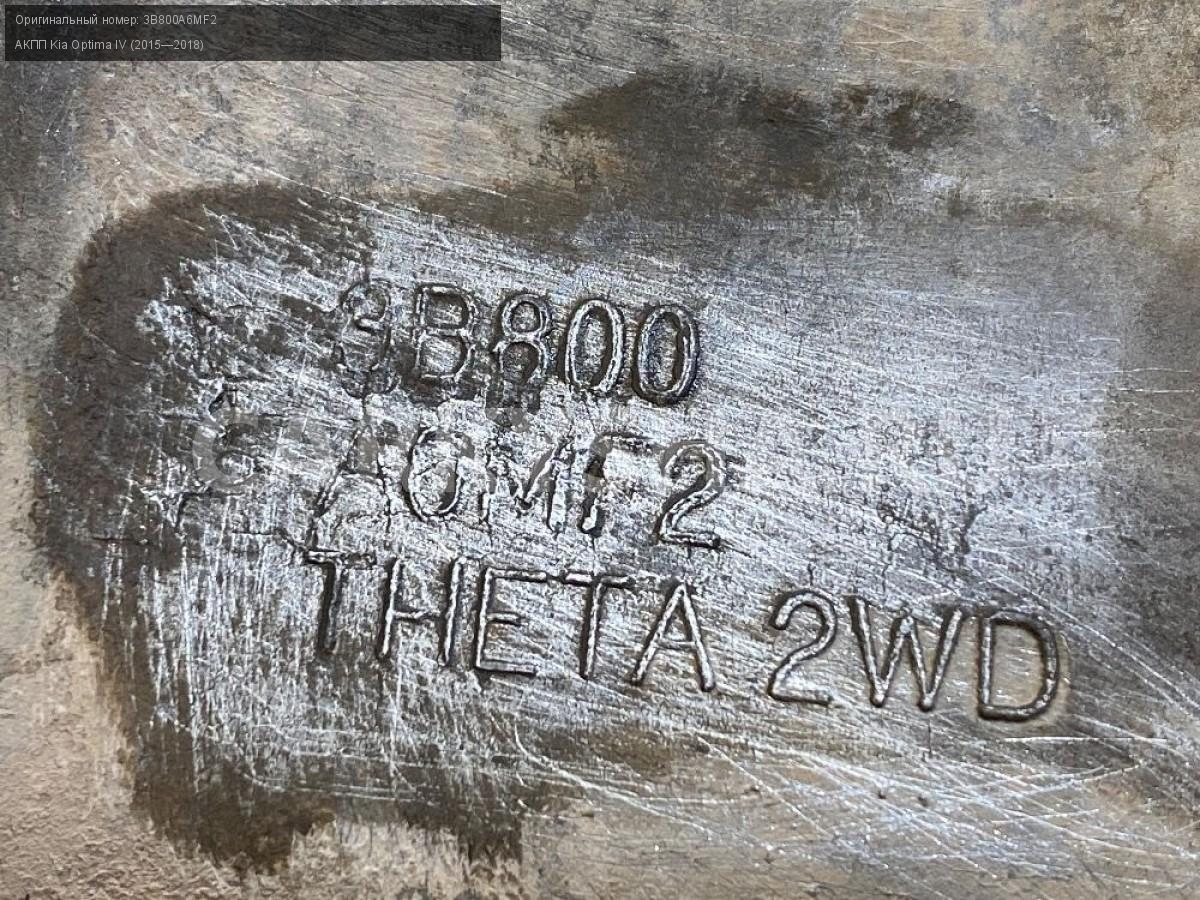 Оригинальный номер: 3B800A6MF2
АКПП Kia Optima IV (2015—2018)
3B800
A6MF2
THETA 2WD